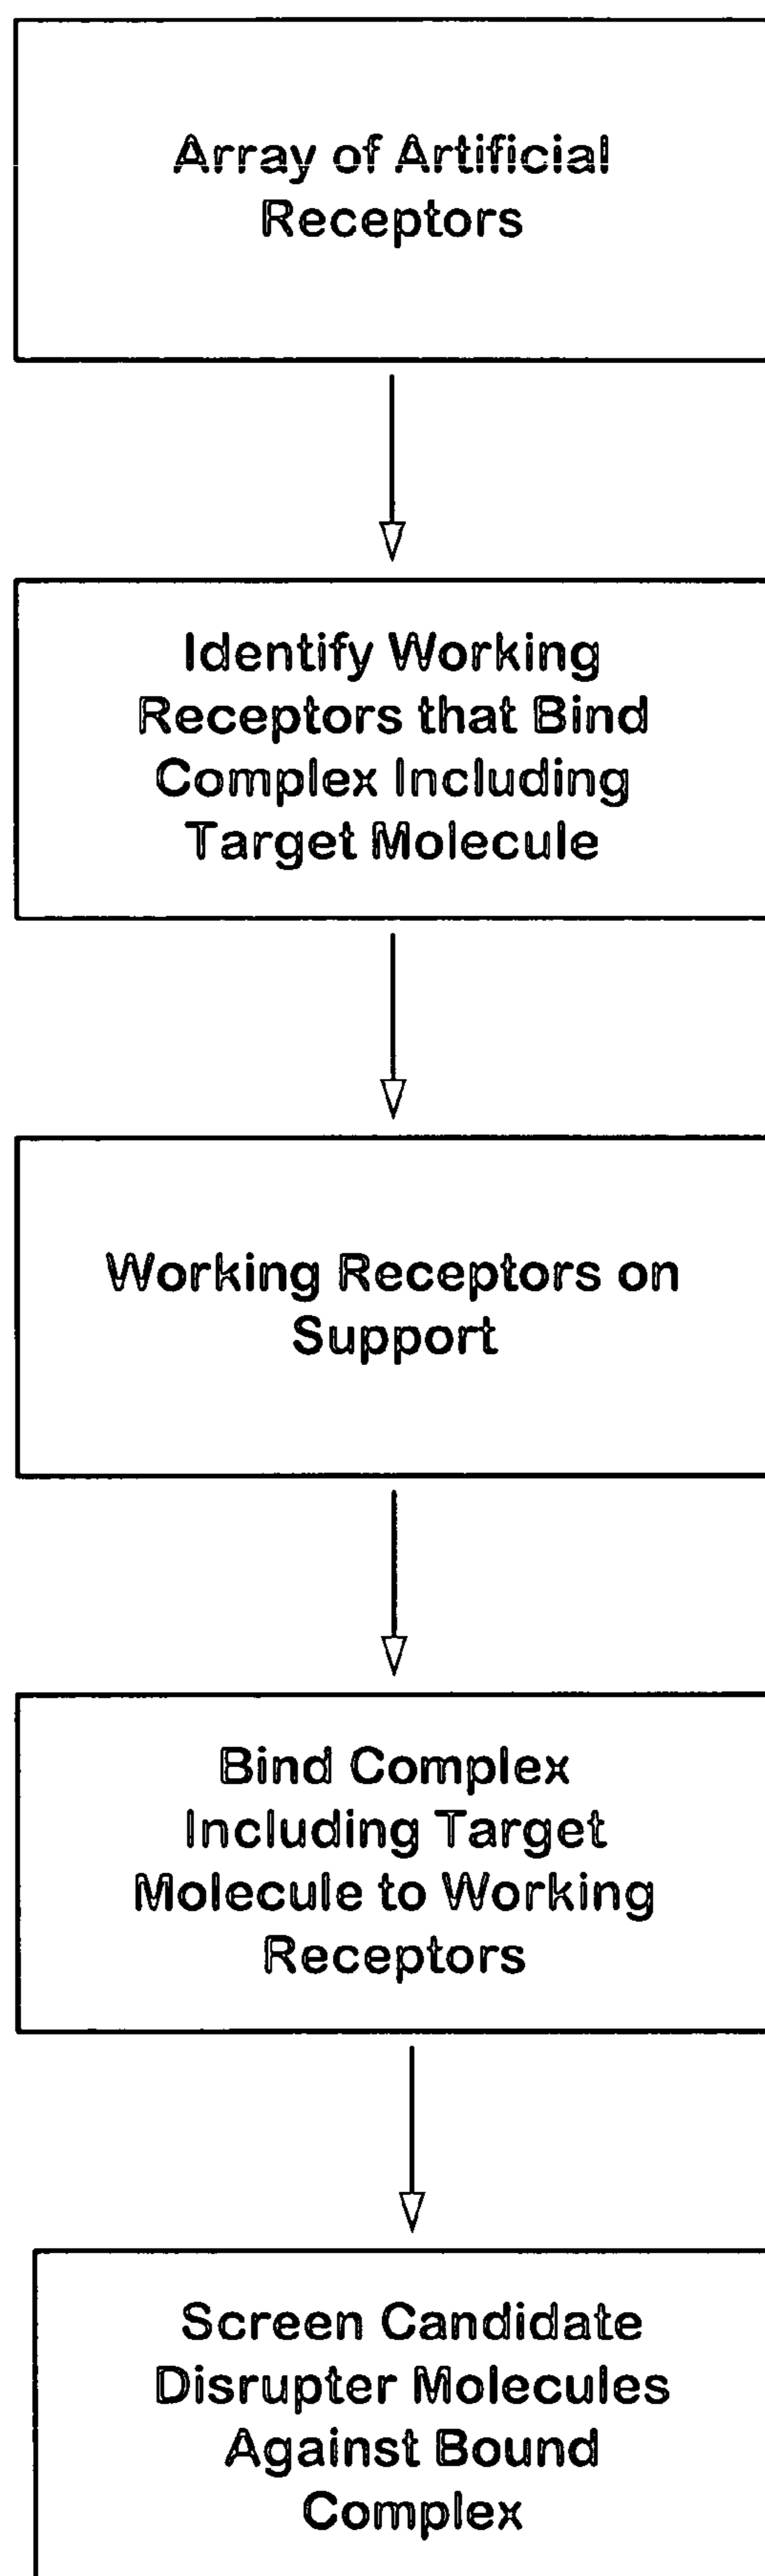 Array of Artificial
Receptors
Identify Working
Receptors that Bind
Complex Including
Target Molecule
Working Receptors on
Support
Bind Complex
Including Target
Molecule to Working
Receptors
Screen Candidate
Disrupter Molecules
Against Bound
Complex